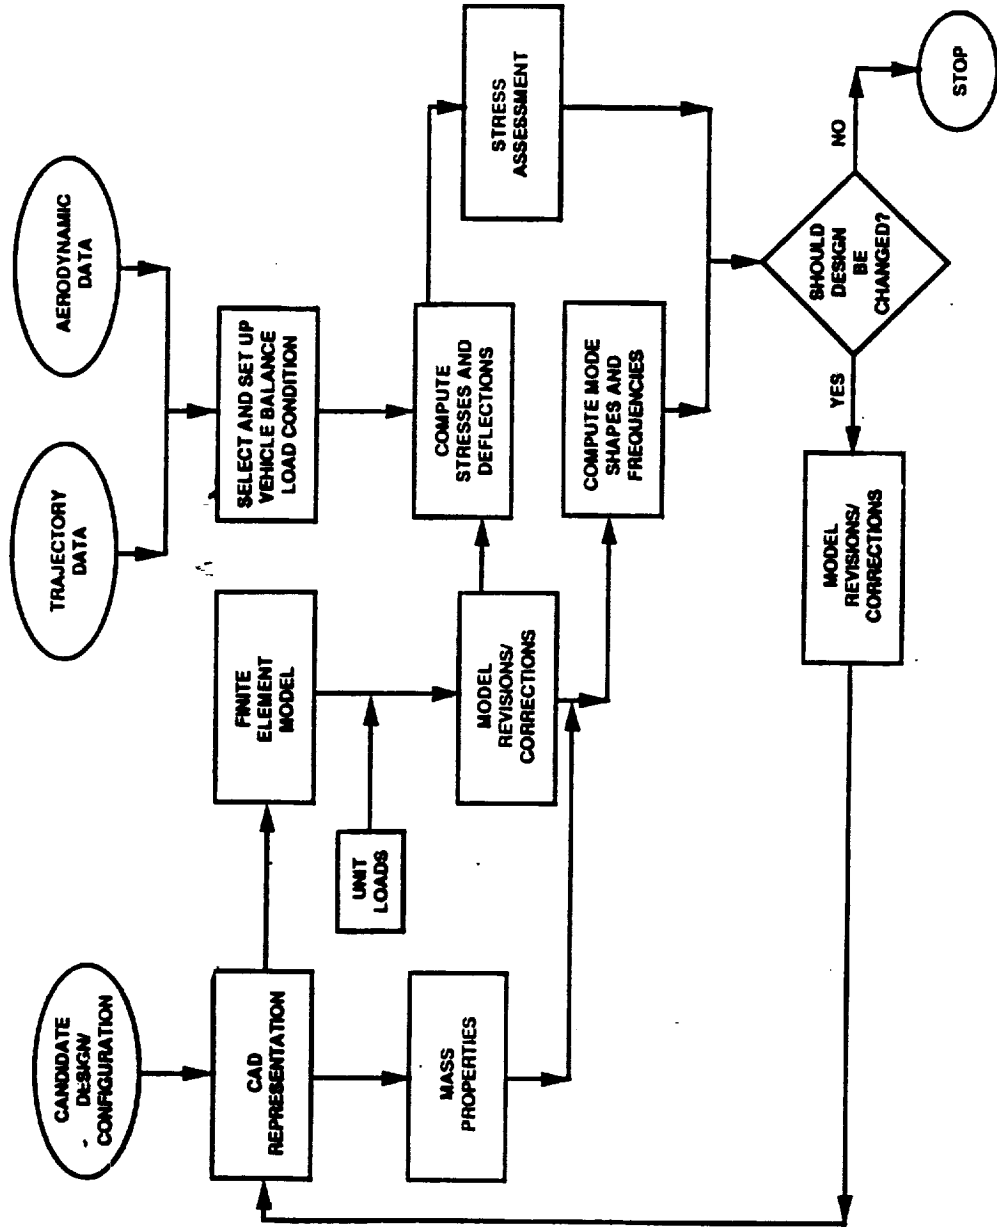 CANDIDATE
DESIGN/
CONFIGURATION
TRAJECTORY
DATA
AERODYNAMIC
DATA
CAD
REPRESENTATION
FINITE
ELEMENT
MODEL
SELECT AND SET UP
VEHICLE BALANCE
LOAD CONDITION
UNIT
LOADS
MASS
PROPERTIES
MODEL
REVISIONS/
CORRECTIONS
COMPUTE
STRESSES AND
DEFLECTIONS
STRESS
ASSESSMENT
COMPUTE MODE
SHAPES AND
FREQUENCIES
SHOULD
DESIGN
BE
CHANGED?
YES
NO
MODEL
REVISIONS/
CORRECTIONS
STOP